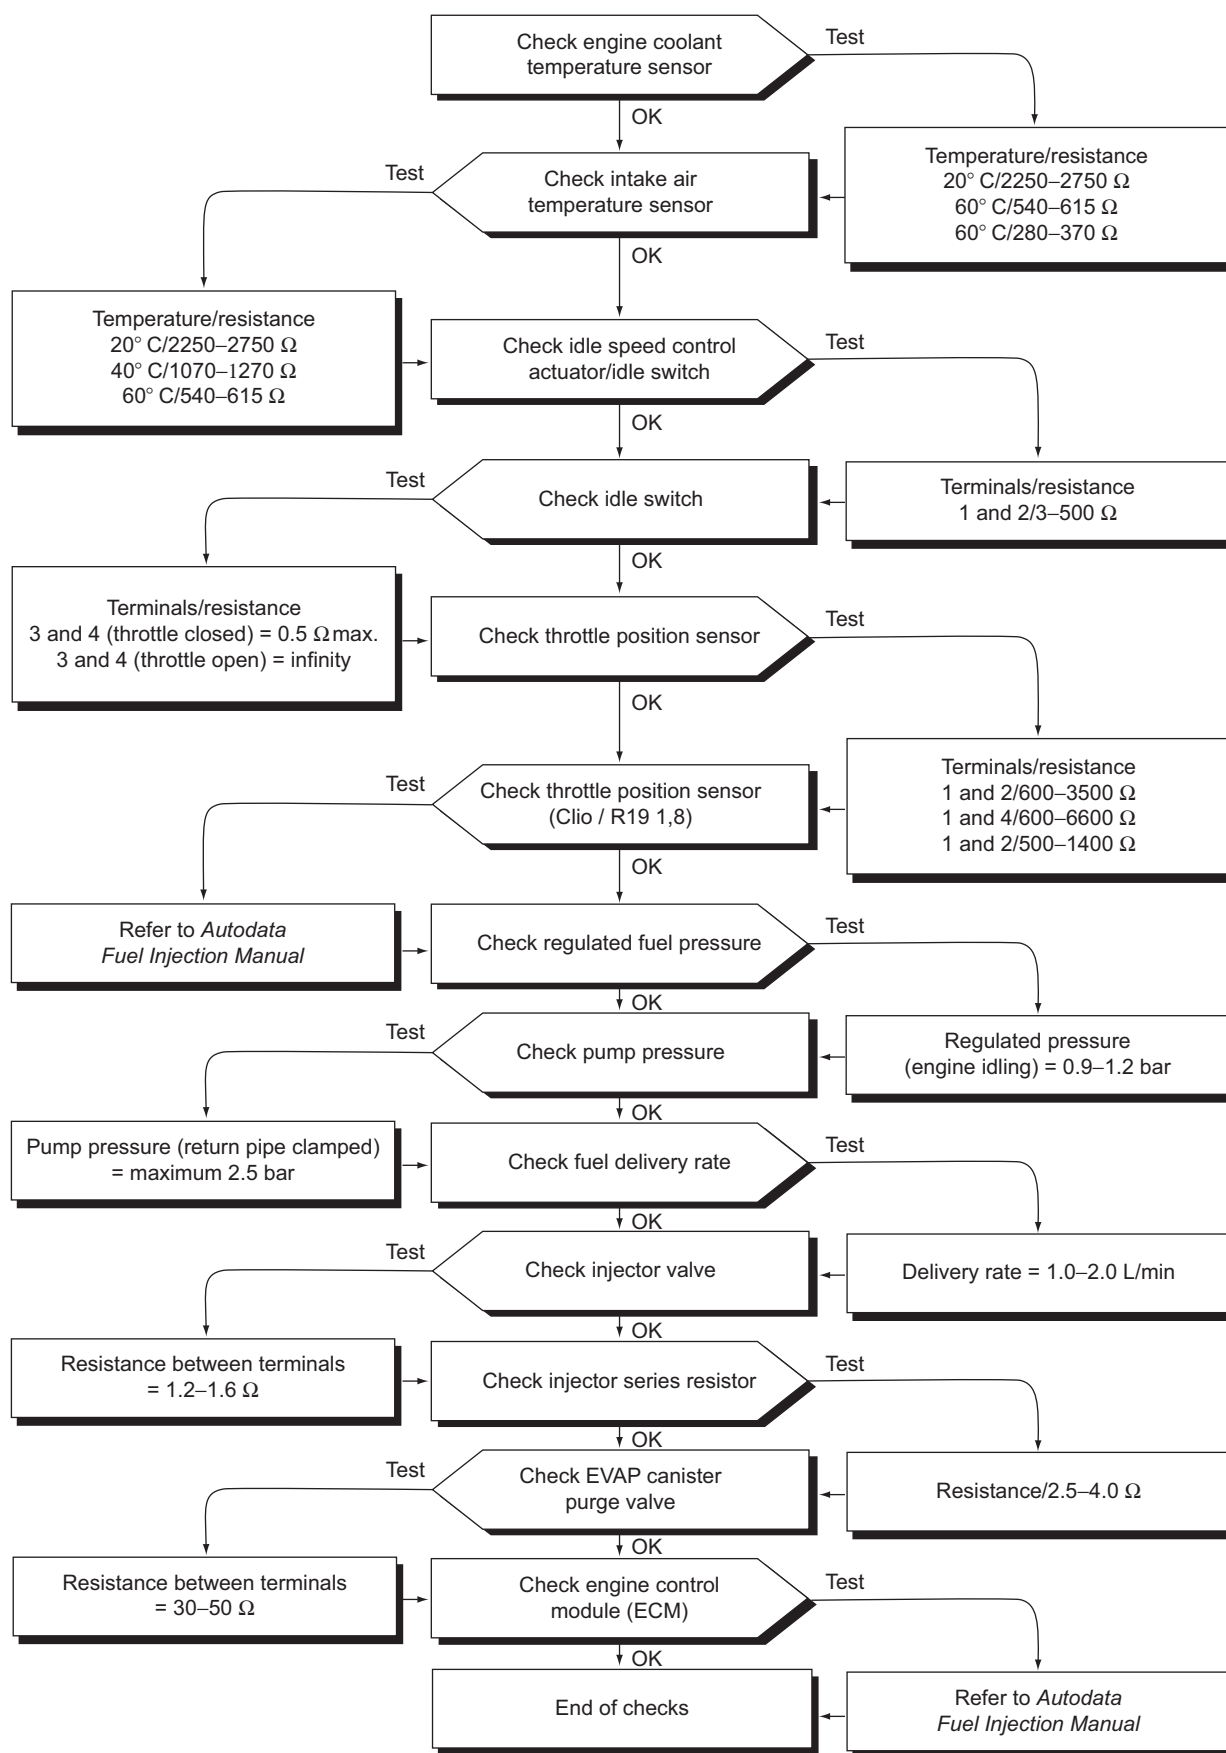 Check engine coolant
temperature sensor
Test
OK
Temperature/resistance
20° C/2250–2750 Ω
60° C/540–615 Ω
60° C/280–370 Ω
Test
Check intake air
temperature sensor
OK
Temperature/resistance
20° C/2250–2750 Ω
40° C/1070–1270 Ω
60° C/540–615 Ω
Check idle speed control
actuator/idle switch
Test
OK
Terminals/resistance
1 and 2/3–500 Ω
Test
Check idle switch
OK
Terminals/resistance
3 and 4 (throttle closed) = 0.5 Ω max.
3 and 4 (throttle open) = infinity
Check throttle position sensor
Test
OK
Terminals/resistance
1 and 2/600–3500 Ω
1 and 4/600–6600 Ω
1 and 2/500–1400 Ω
Test
Check throttle position sensor
(Clio / R19 1,8)
OK
Refer to Autodata
Fuel Injection Manual
Check regulated fuel pressure
Test
OK
Regulated pressure
(engine idling) = 0.9–1.2 bar
Test
Check pump pressure
OK
Pump pressure (return pipe clamped)
= maximum 2.5 bar
Check fuel delivery rate
Test
OK
Delivery rate = 1.0–2.0 L/min
Test
Check injector valve
OK
Resistance between terminals
= 1.2–1.6 Ω
Check injector series resistor
Test
OK
Resistance/2.5–4.0 Ω
Test
Check EVAP canister
purge valve
OK
Resistance between terminals
= 30–50 Ω
Check engine control
module (ECM)
Test
OK
Refer to Autodata
Fuel Injection Manual
End of checks